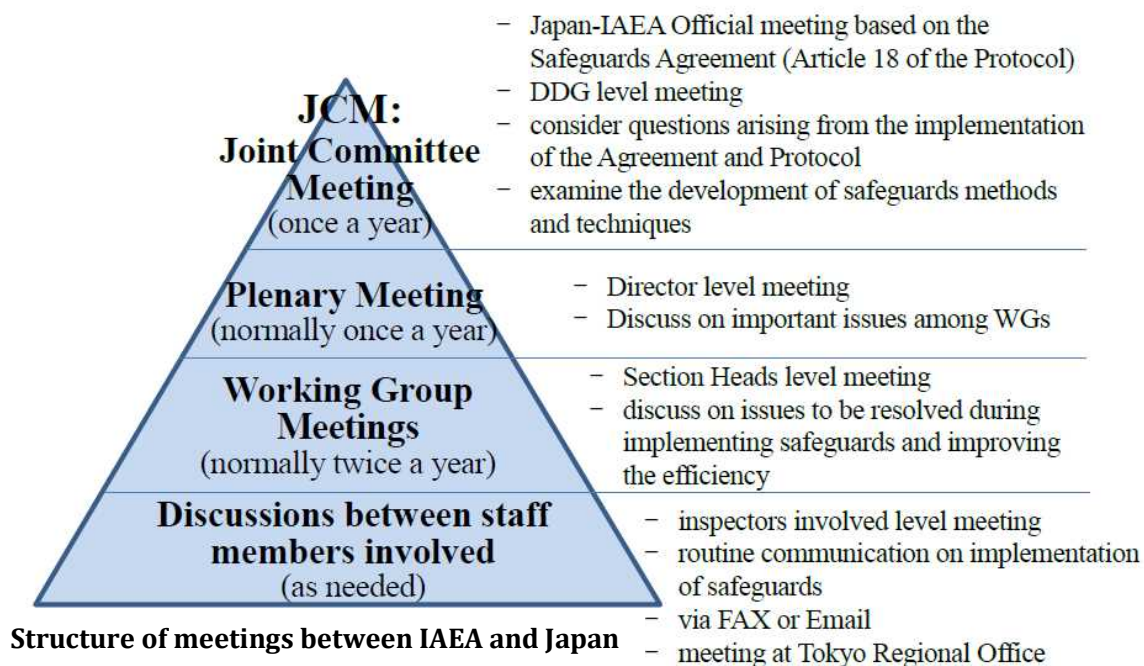 JCM:
Joint Committee
Meeting
(once a year)
– Japan-IAEA Official meeting based on the
Safeguards Agreement (Article 18 of the Protocol)
– DDG level meeting
– consider questions arising from the implementation
of the Agreement and Protocol
– examine the development of safeguards methods
and techniques
Plenary Meeting
(normally once a year)
– Director level meeting
– Discuss on important issues among WGs
Working Group
Meetings
(normally twice a year)
– Section Heads level meeting
– discuss on issues to be resolved during
implementing safeguards and improving
the efficiency
Discussions between staff
members involved
(as needed)
– inspectors involved level meeting
– routine communication on implementation
of safeguards
– via FAX or Email
– meeting at Tokyo Regional Office
Structure of meetings between IAEA and Japan